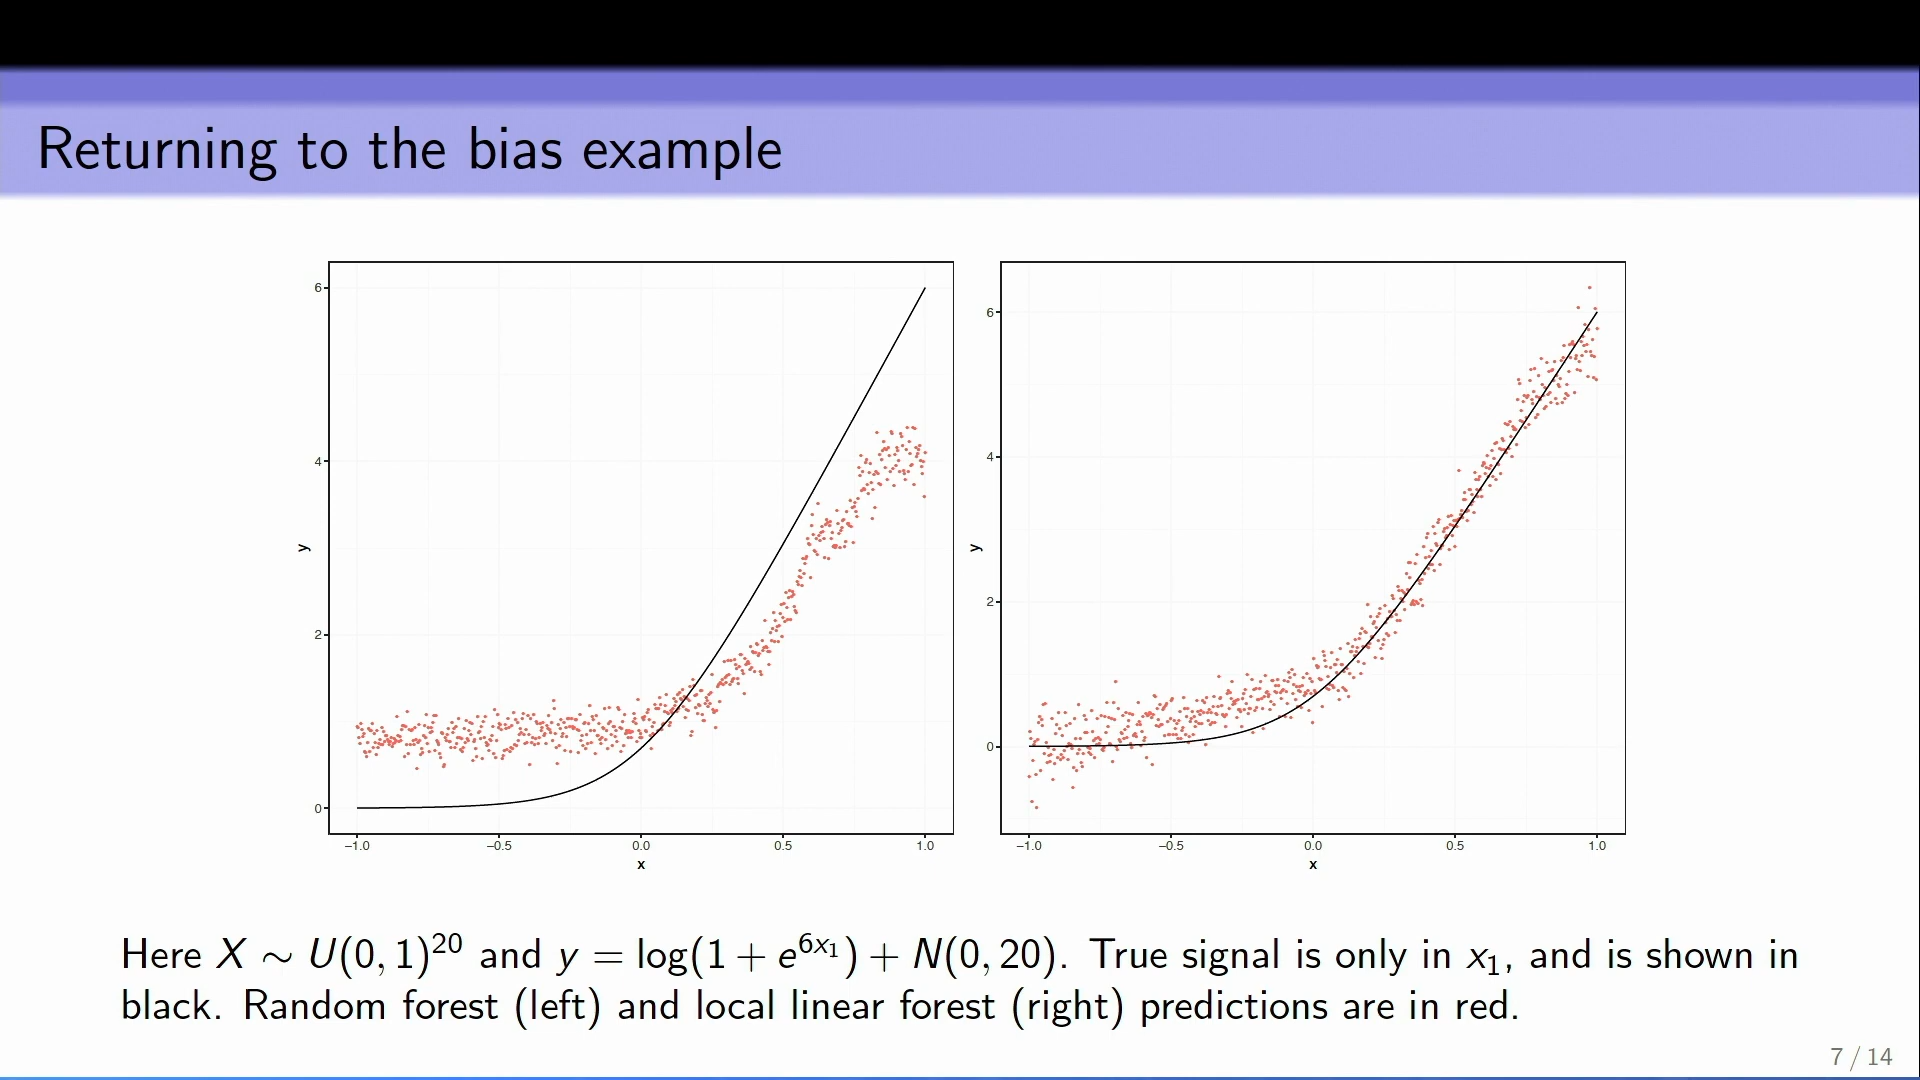 Returning to the bias example
6
4
2
0
y
−1.0 −0.5 0.0 0.5 1.0
x
6
4
2
0
y
−1.0 −0.5 0.0 0.5 1.0
x
Here X ∼ U(0, 1)²⁰ and y = log(1 + e^{6x₁}) + N(0, 20). True signal is only in x₁, and is shown in
black. Random forest (left) and local linear forest (right) predictions are in red.
7 / 14